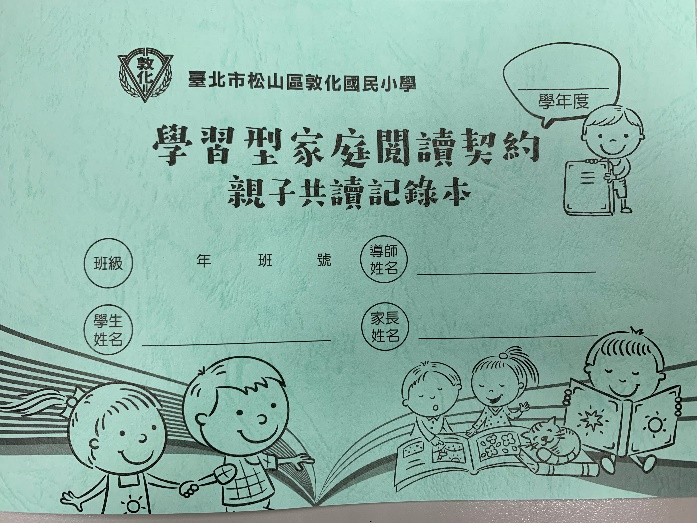 敦化
臺北市松山區敦化國民小學
學年度
學習型家庭閱讀契約
親子共讀記錄本
班級 年 班 號
導師姓名
學生姓名
家長姓名